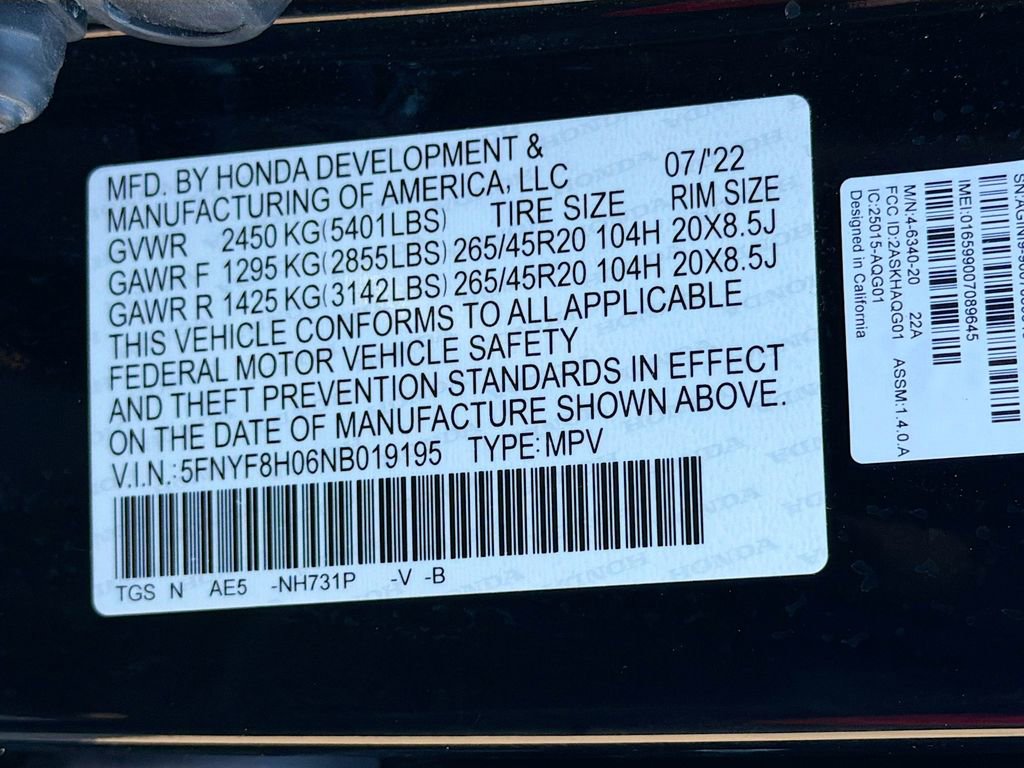 MFD. BY HONDA DEVELOPMENT &
MANUFACTURING OF AMERICA, LLC 07/'22
GVWR 2450 KG(5401LBS) TIRE SIZE RIM SIZE
GAWR F 1295 KG(2855LBS) 265/45R20 104H 20X8.5J
GAWR R 1425 KG(3142LBS) 265/45R20 104H 20X8.5J
THIS VEHICLE CONFORMS TO ALL APPLICABLE
FEDERAL MOTOR VEHICLE SAFETY
AND THEFT PREVENTION STANDARDS IN EFFECT
ON THE DATE OF MANUFACTURE SHOWN ABOVE.
V.I.N.:5FNYF8H06NB019195 TYPE:MPV
TGS N AE5 -NH731P -V -B
IMEI:016599007089645
M/N:4-6340-20 22A
FCC ID:2ASKHAQG01 ASSM:1.4.0.A
IC:25015-AQG01
Designed in California